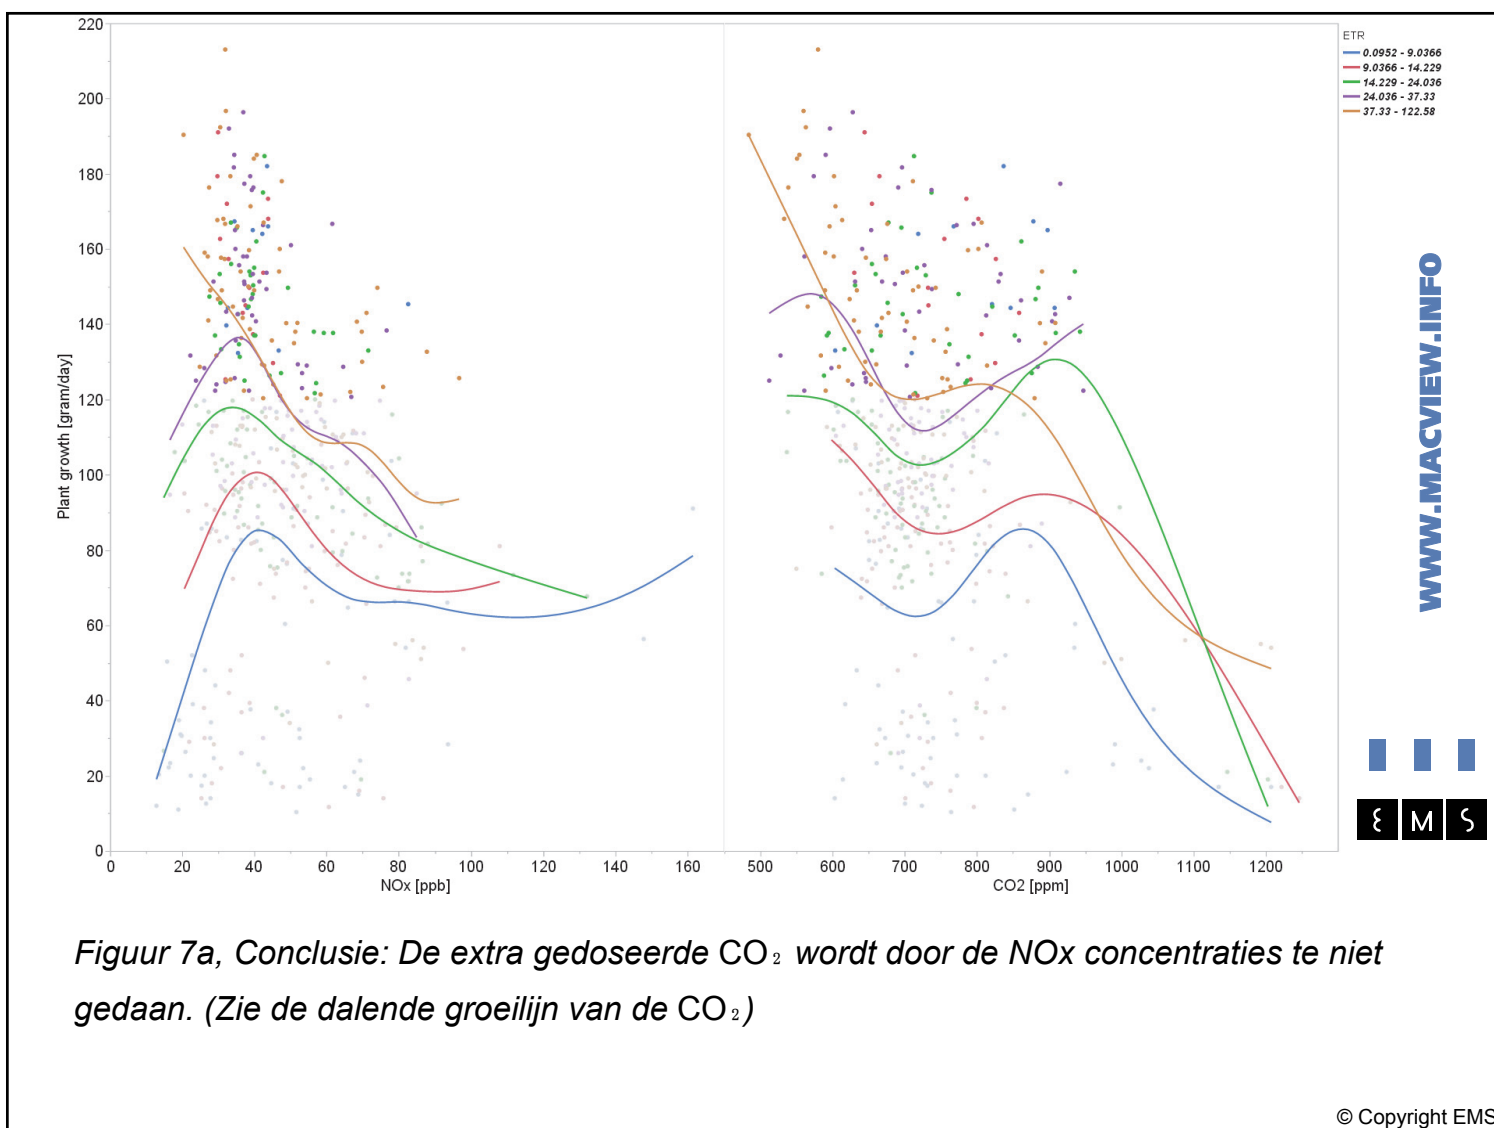 220
200
180
160
140
120
100
80
60
40
20
0
Plant growth [gram/day]
0 20 40 60 80 100 120 140 160
NOx [ppb]
500 600 700 800 900 1000 1100 1200
CO2 [ppm]
ETR
0.0952 - 9.0366
9.0366 - 14.229
14.229 - 24.036
24.036 - 37.33
37.33 - 122.58
WWW.MACVIEW.INFO
EMS
Figuur 7a, Conclusie: De extra gedoseerde CO₂ wordt door de NOx concentraties te niet
gedaan. (Zie de dalende groeilijn van de CO₂)
© Copyright EMS